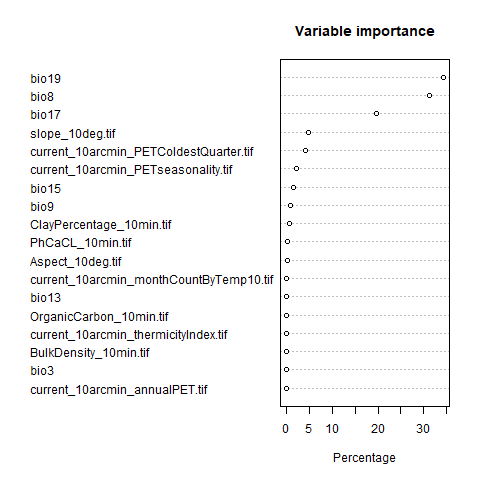 Variable importance
bio19
bio8
bio17
slope_10deg.tif
current_10arcmin_PETColdestQuarter.tif
current_10arcmin_PETseasonality.tif
bio15
bio9
ClayPercentage_10min.tif
PhCaCL_10min.tif
Aspect_10deg.tif
current_10arcmin_monthCountByTemp10.tif
bio13
OrganicCarbon_10min.tif
current_10arcmin_thermicityIndex.tif
BulkDensity_10min.tif
bio3
current_10arcmin_annualPET.tif
0 5 10 20 30
Percentage